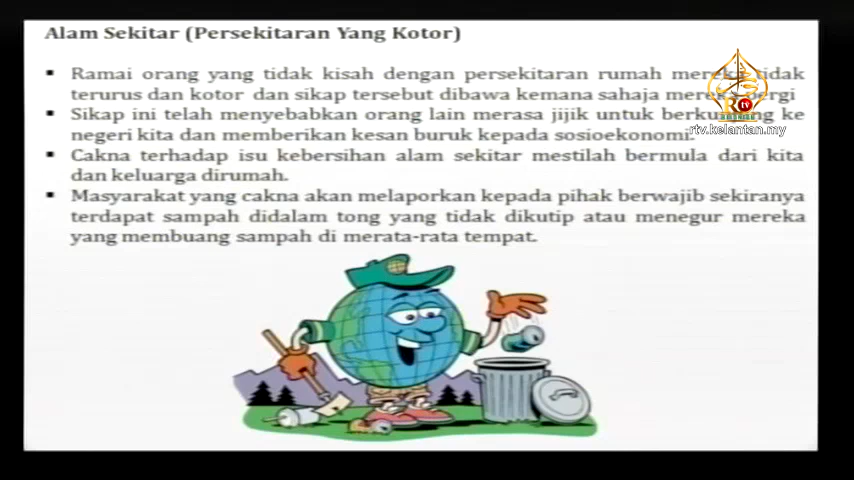 Alam Sekitar (Persekitaran Yang Kotor)
Ramai orang yang tidak kisah dengan persekitaran rumah mereka tidak
terurus dan kotor dan sikap tersebut dibawa kemana sahaja mereka pergi
Sikap ini telah menyebabkan orang lain merasa jijik untuk berkunjung ke
negeri kita dan memberikan kesan buruk kepada sosioekonomi.
Cakna terhadap isu kebersihan alam sekitar mestilah bermula dari kita
dan keluarga dirumah.
Masyarakat yang cakna akan melaporkan kepada pihak berwajib sekiranya
terdapat sampah didalam tong yang tidak dikutip atau menegur mereka
yang membuang sampah di merata-rata tempat.
Rtv
rtv.kelantan.my